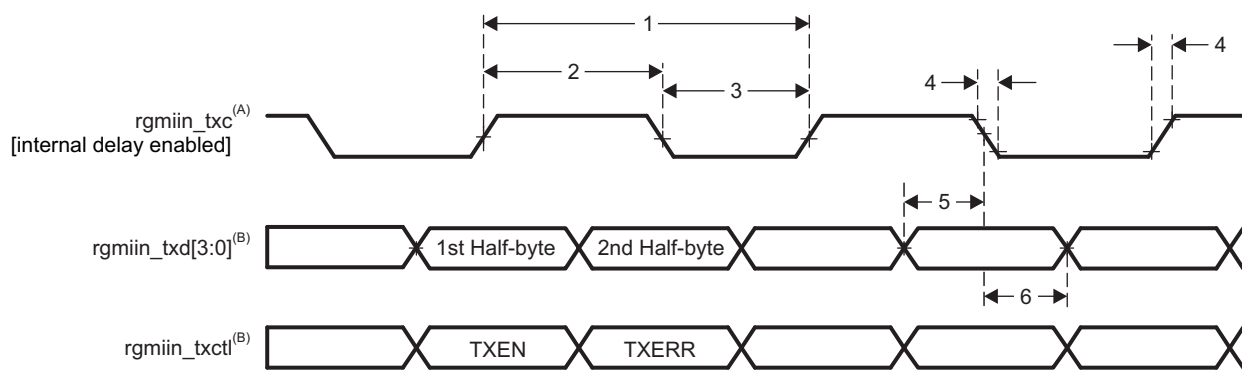 1
2
3
4
4
rgmiin_txc(A)
[internal delay enabled]
5
rgmiin_txd[3:0](B)
1st Half-byte
2nd Half-byte
6
rgmiin_txctl(B)
TXEN
TXERR